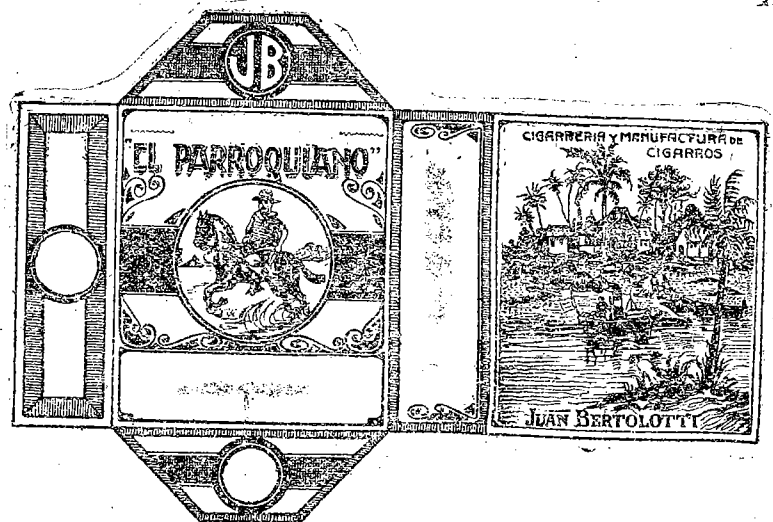 JB
"EL PARROQUIANO"
CIGARRERIA Y MANUFACTURA DE
CIGARROS
JUAN BERTOLOTTI